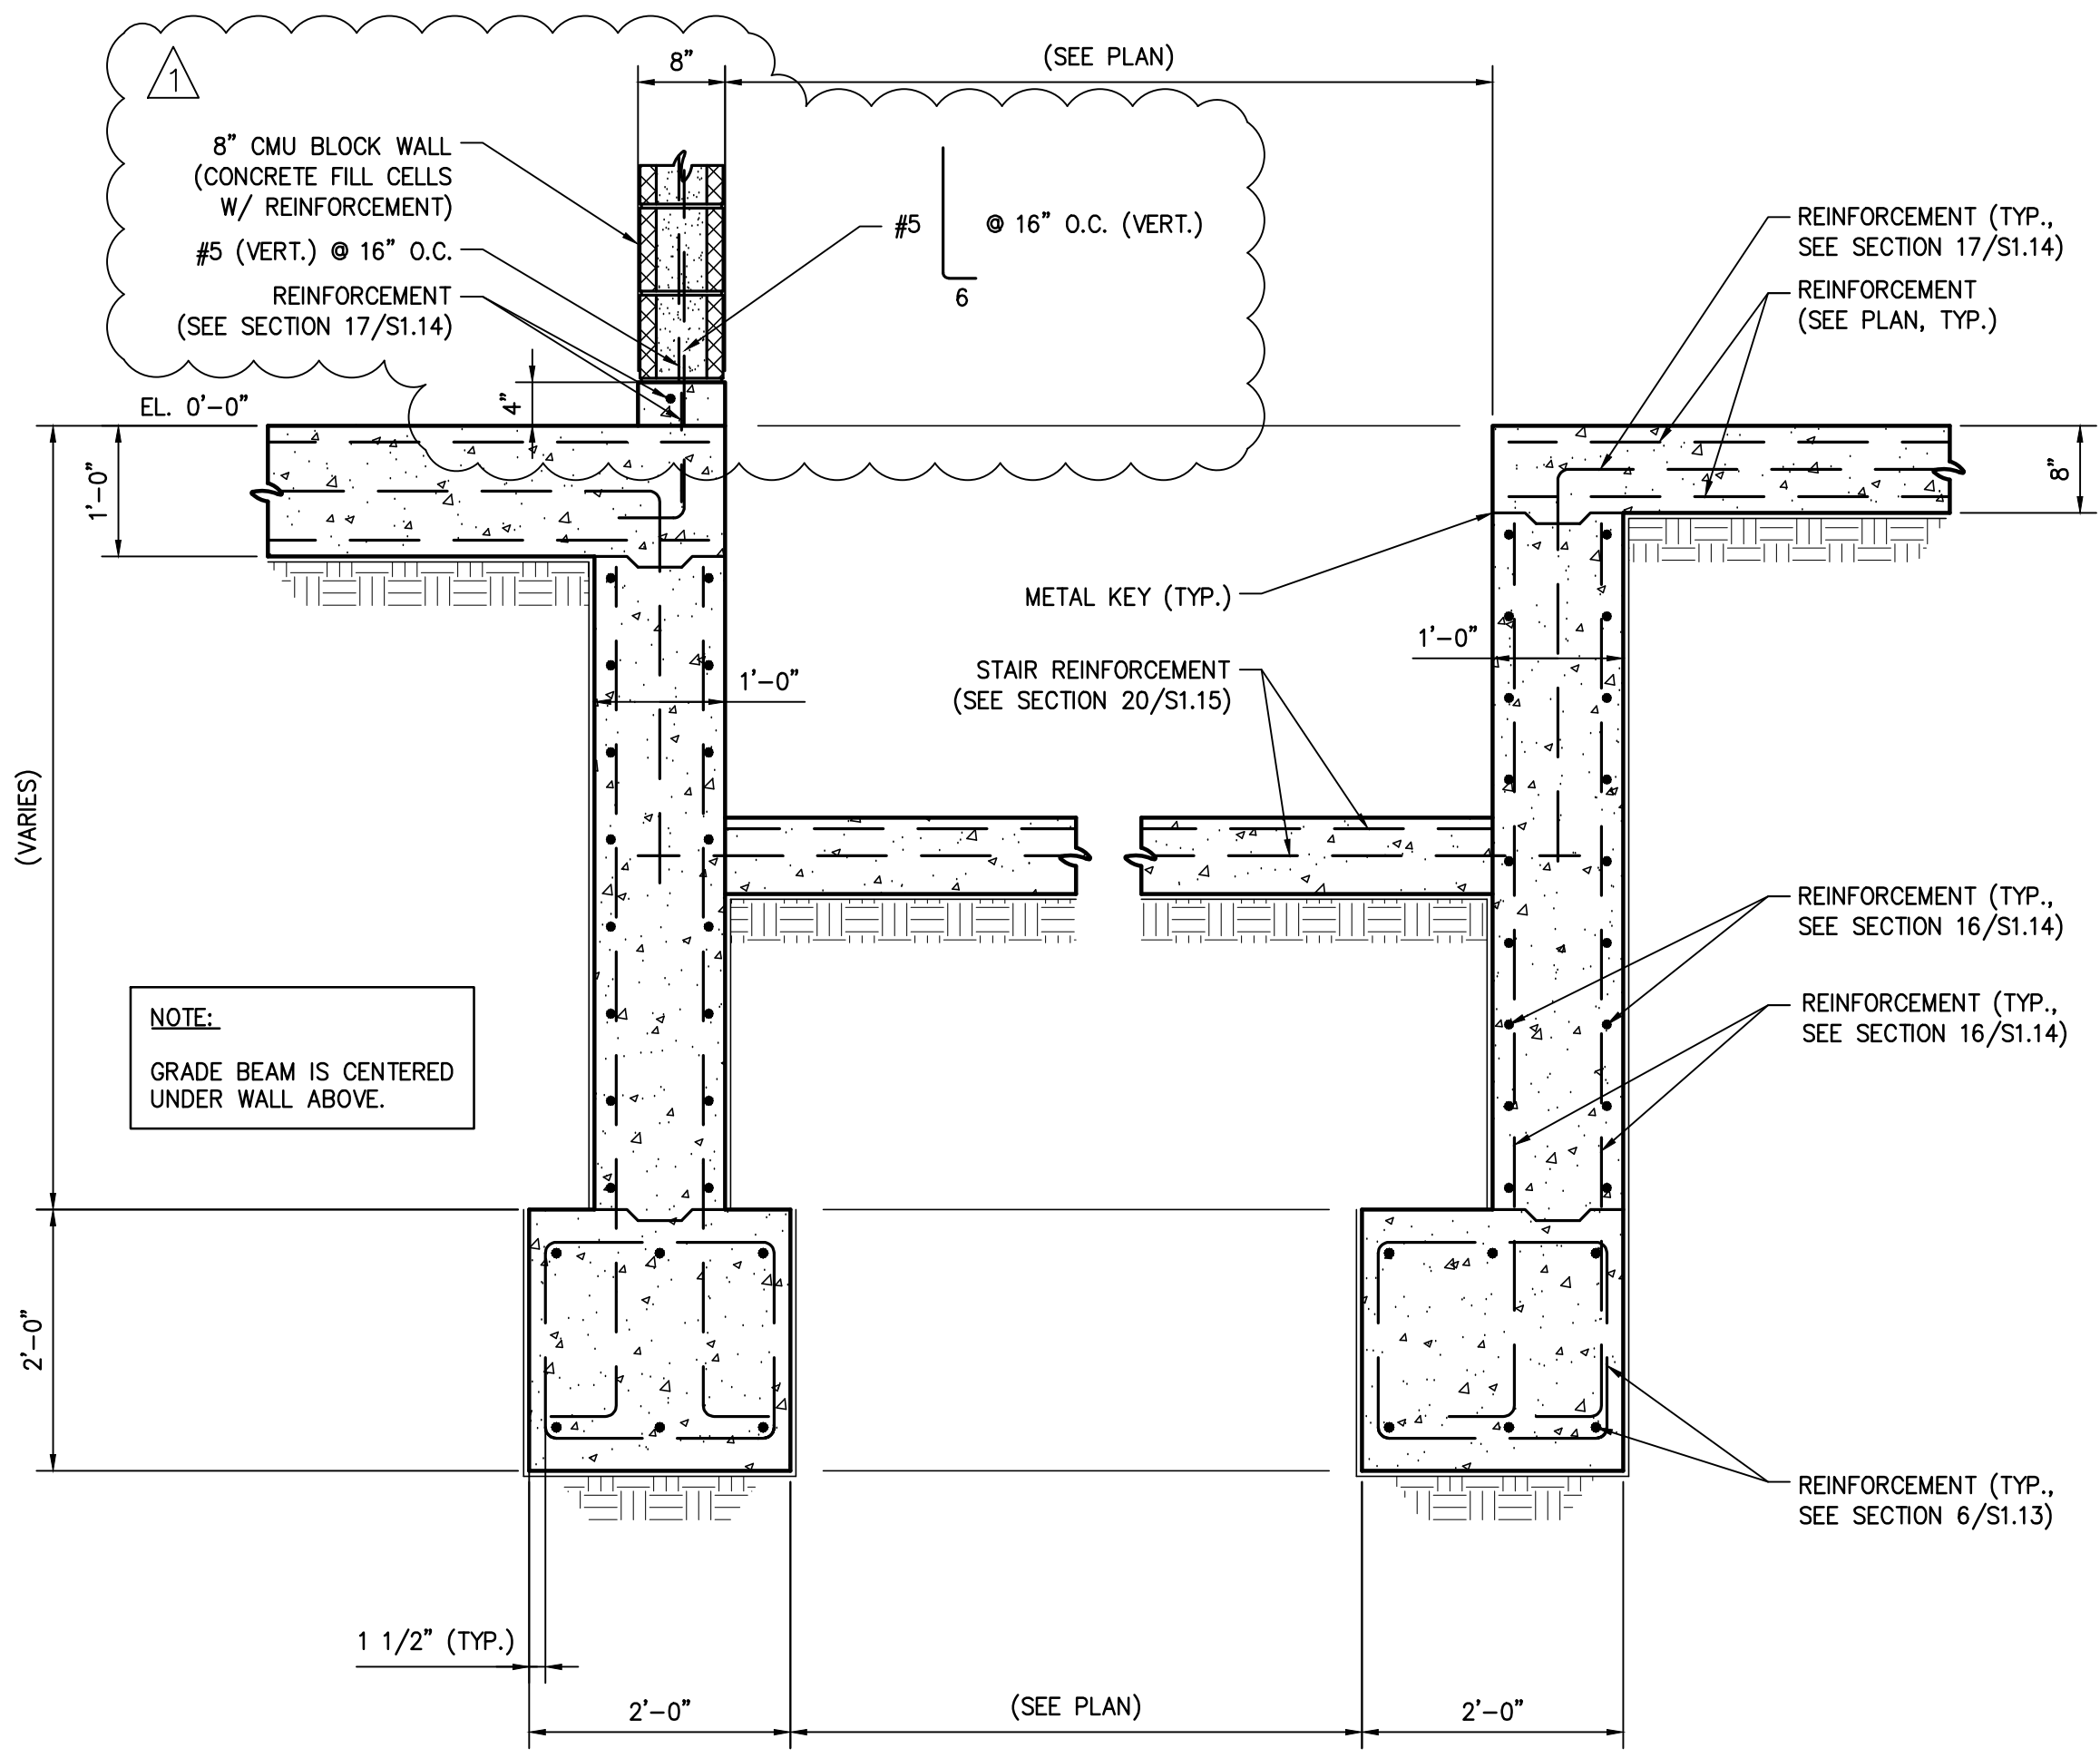 1
8"
(SEE PLAN)
8" CMU BLOCK WALL
(CONCRETE FILL CELLS
W/ REINFORCEMENT)
#5 (VERT.) @ 16" O.C.
REINFORCEMENT
(SEE SECTION 17/S1.14)
#5
@ 16" O.C. (VERT.)
6
REINFORCEMENT (TYP.,
SEE SECTION 17/S1.14)
REINFORCEMENT
(SEE PLAN, TYP.)
EL. 0'-0"
4"
1'-0"
8"
METAL KEY (TYP.)
1'-0"
1'-0"
STAIR REINFORCEMENT
(SEE SECTION 20/S1.15)
(VARIES)
REINFORCEMENT (TYP.,
SEE SECTION 16/S1.14)
REINFORCEMENT (TYP.,
SEE SECTION 16/S1.14)
NOTE:
GRADE BEAM IS CENTERED
UNDER WALL ABOVE.
2'-0"
REINFORCEMENT (TYP.,
SEE SECTION 6/S1.13)
1 1/2" (TYP.)
2'-0"
(SEE PLAN)
2'-0"